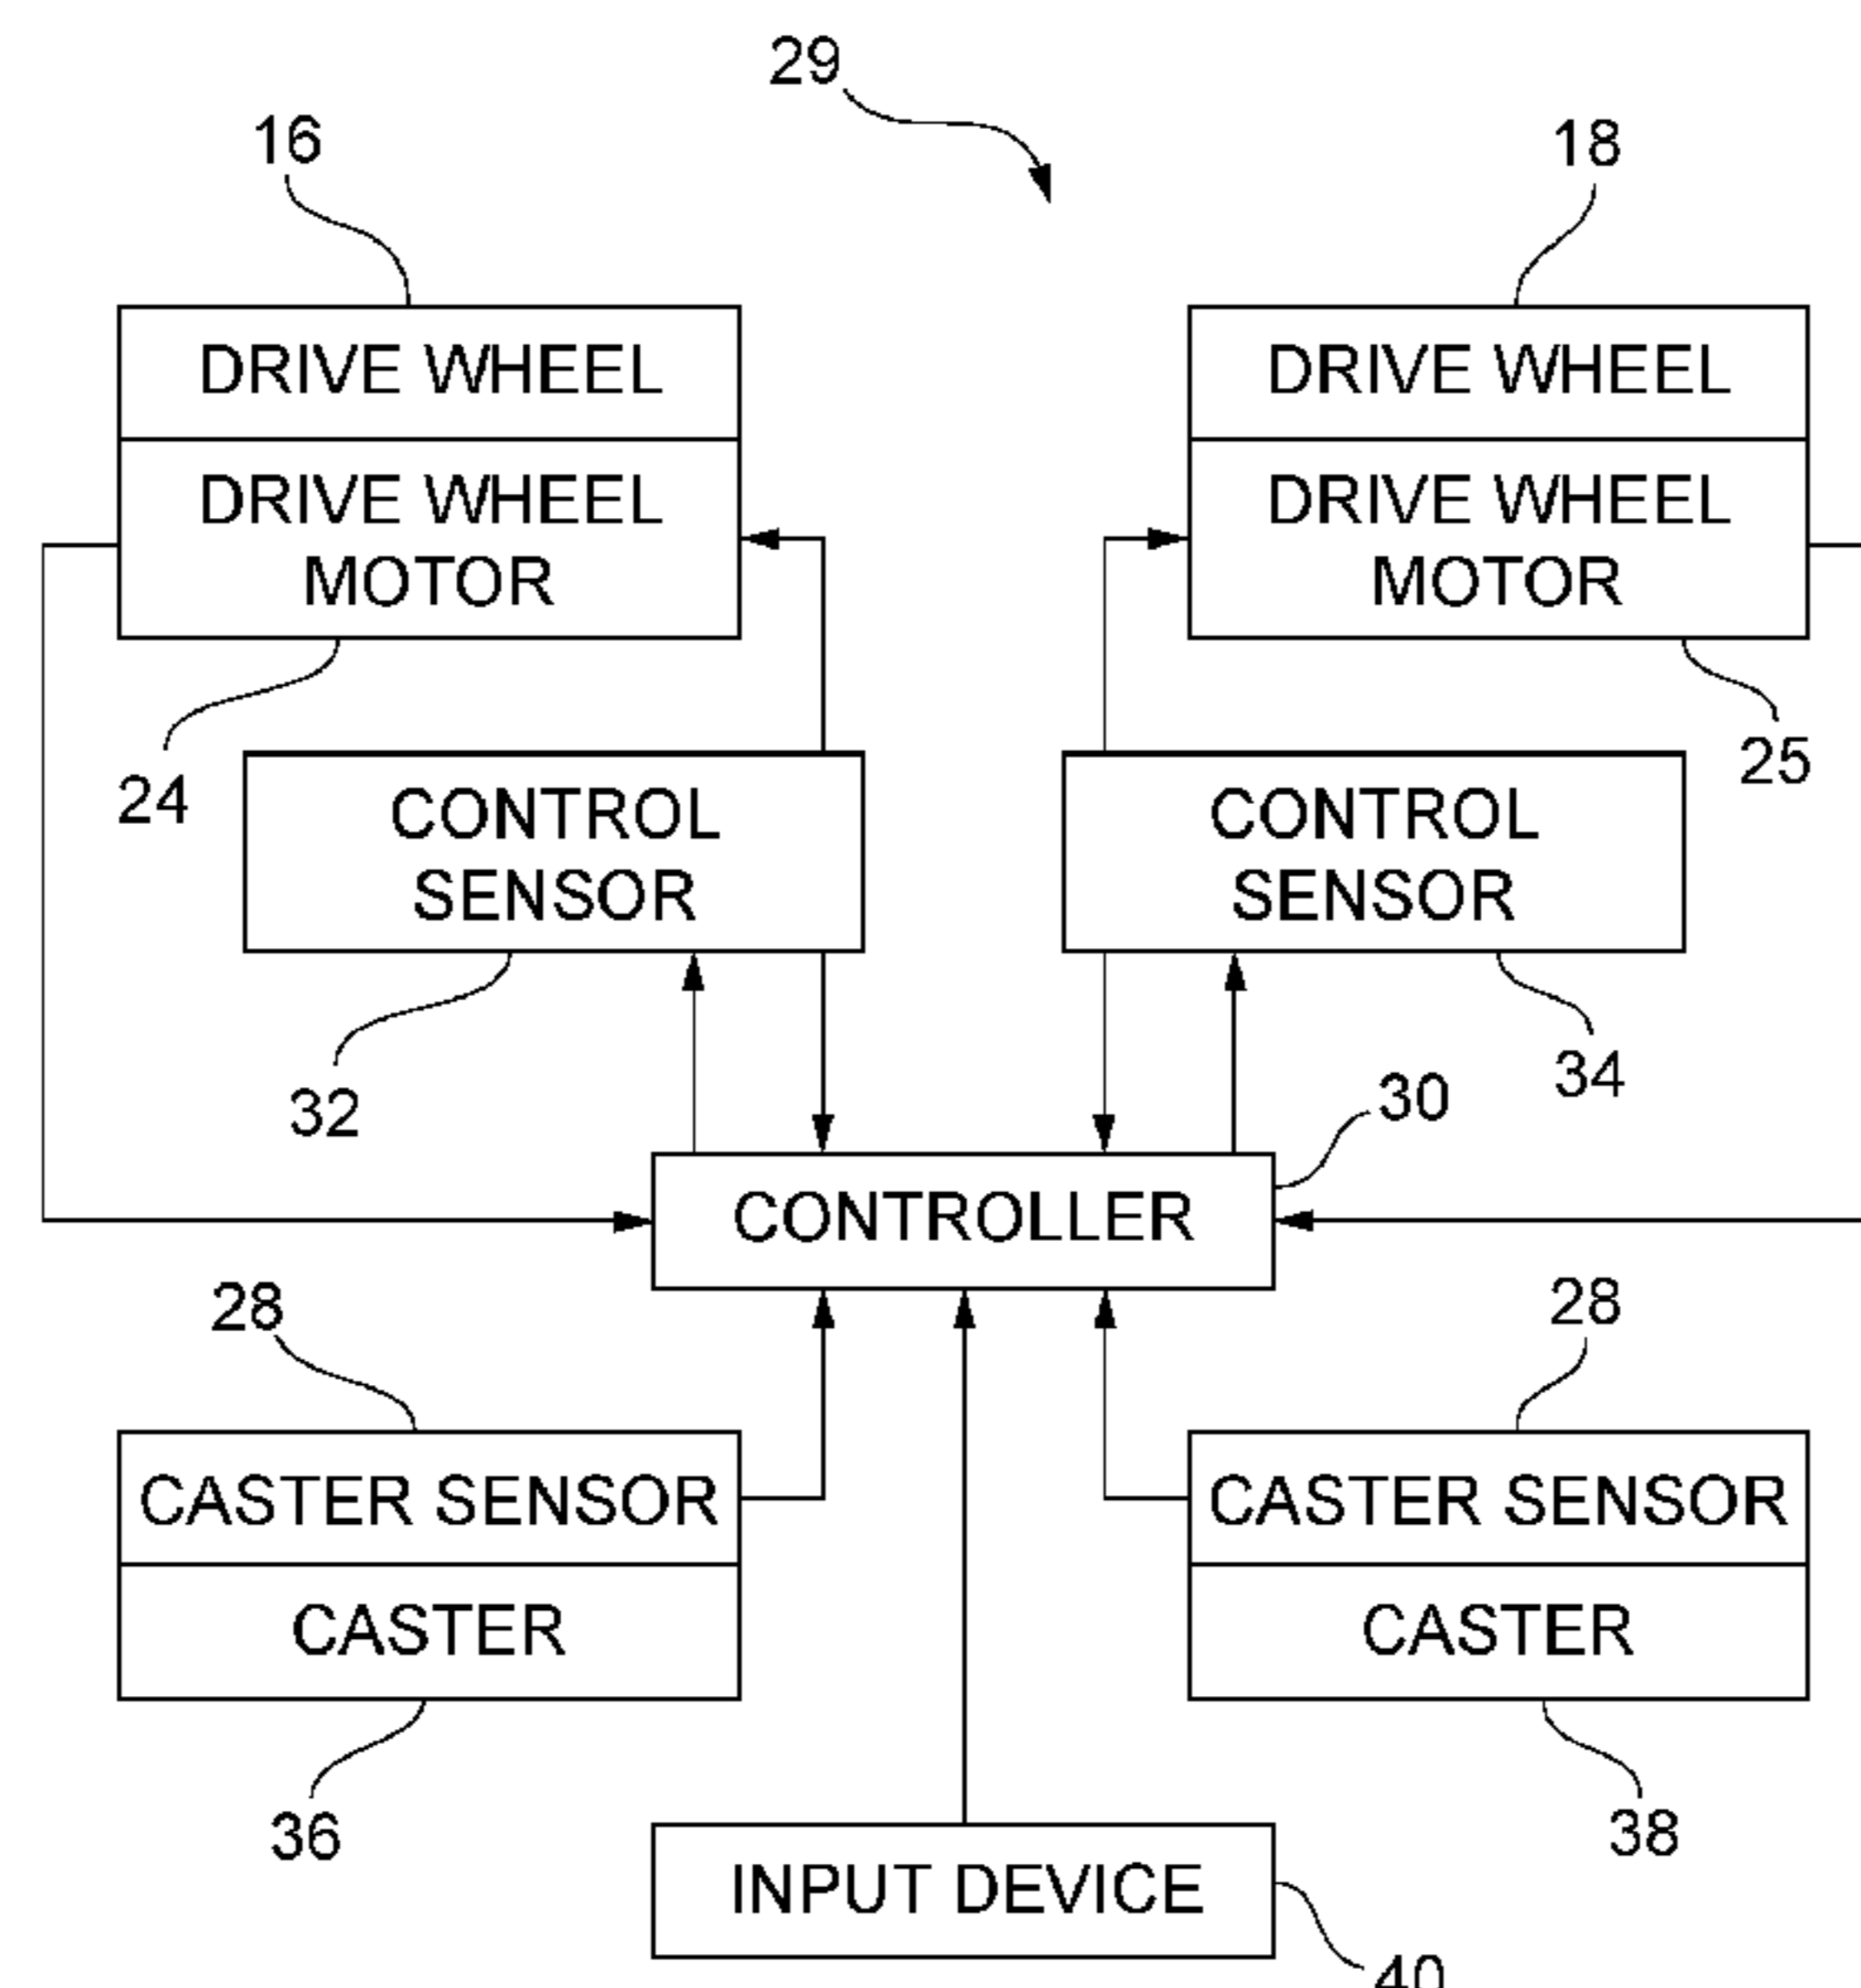 29
16
18
DRIVE WHEEL
DRIVE WHEEL
DRIVE WHEEL
MOTOR
DRIVE WHEEL
MOTOR
24
25
CONTROL
SENSOR
CONTROL
SENSOR
32
34
30
CONTROLLER
28
28
CASTER SENSOR
CASTER SENSOR
CASTER
CASTER
36
38
INPUT DEVICE
40